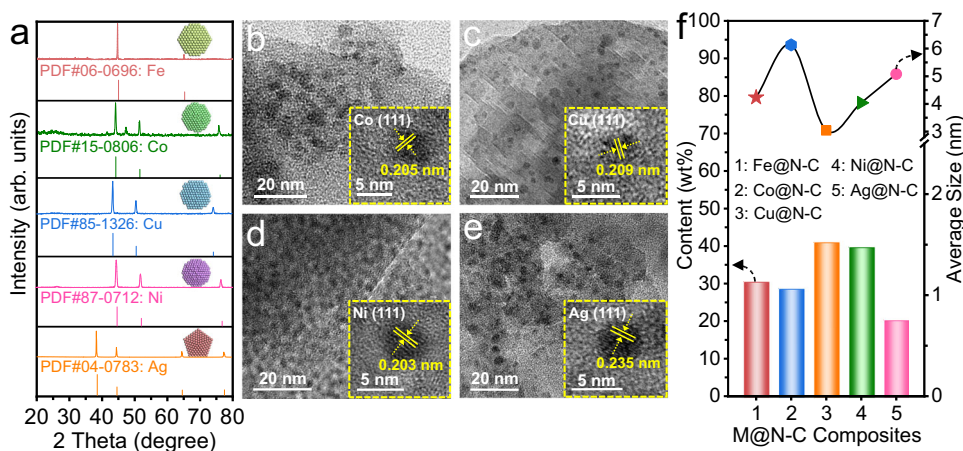 a
Intensity (arb. units)
PDF#06-0696: Fe
PDF#15-0806: Co
PDF#85-1326: Cu
PDF#87-0712: Ni
PDF#04-0783: Ag
20 30 40 50 60 70 80
2 Theta (degree)
b
Co (111)
0.205 nm
20 nm
5 nm
c
Cu (111)
0.209 nm
20 nm
5 nm
d
Ni (111)
0.203 nm
20 nm
5 nm
e
Ag (111)
0.235 nm
20 nm
5 nm
f
Content (wt%)
100
90
80
70
60
50
40
30
20
10
0
1: Fe@N-C 4: Ni@N-C
2: Co@N-C 5: Ag@N-C
3: Cu@N-C
7
6
5
4
3
2
1
0
Average Size (nm)
1 2 3 4 5
M@N-C Composites